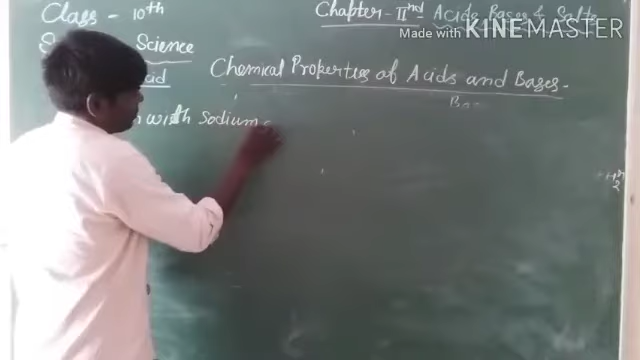 Class - 10th
Chapter - IInd Acids Bases & Salts
Made with KINEMASTER
Science
Chemical Properties of Acids and Bases.
with Sodium